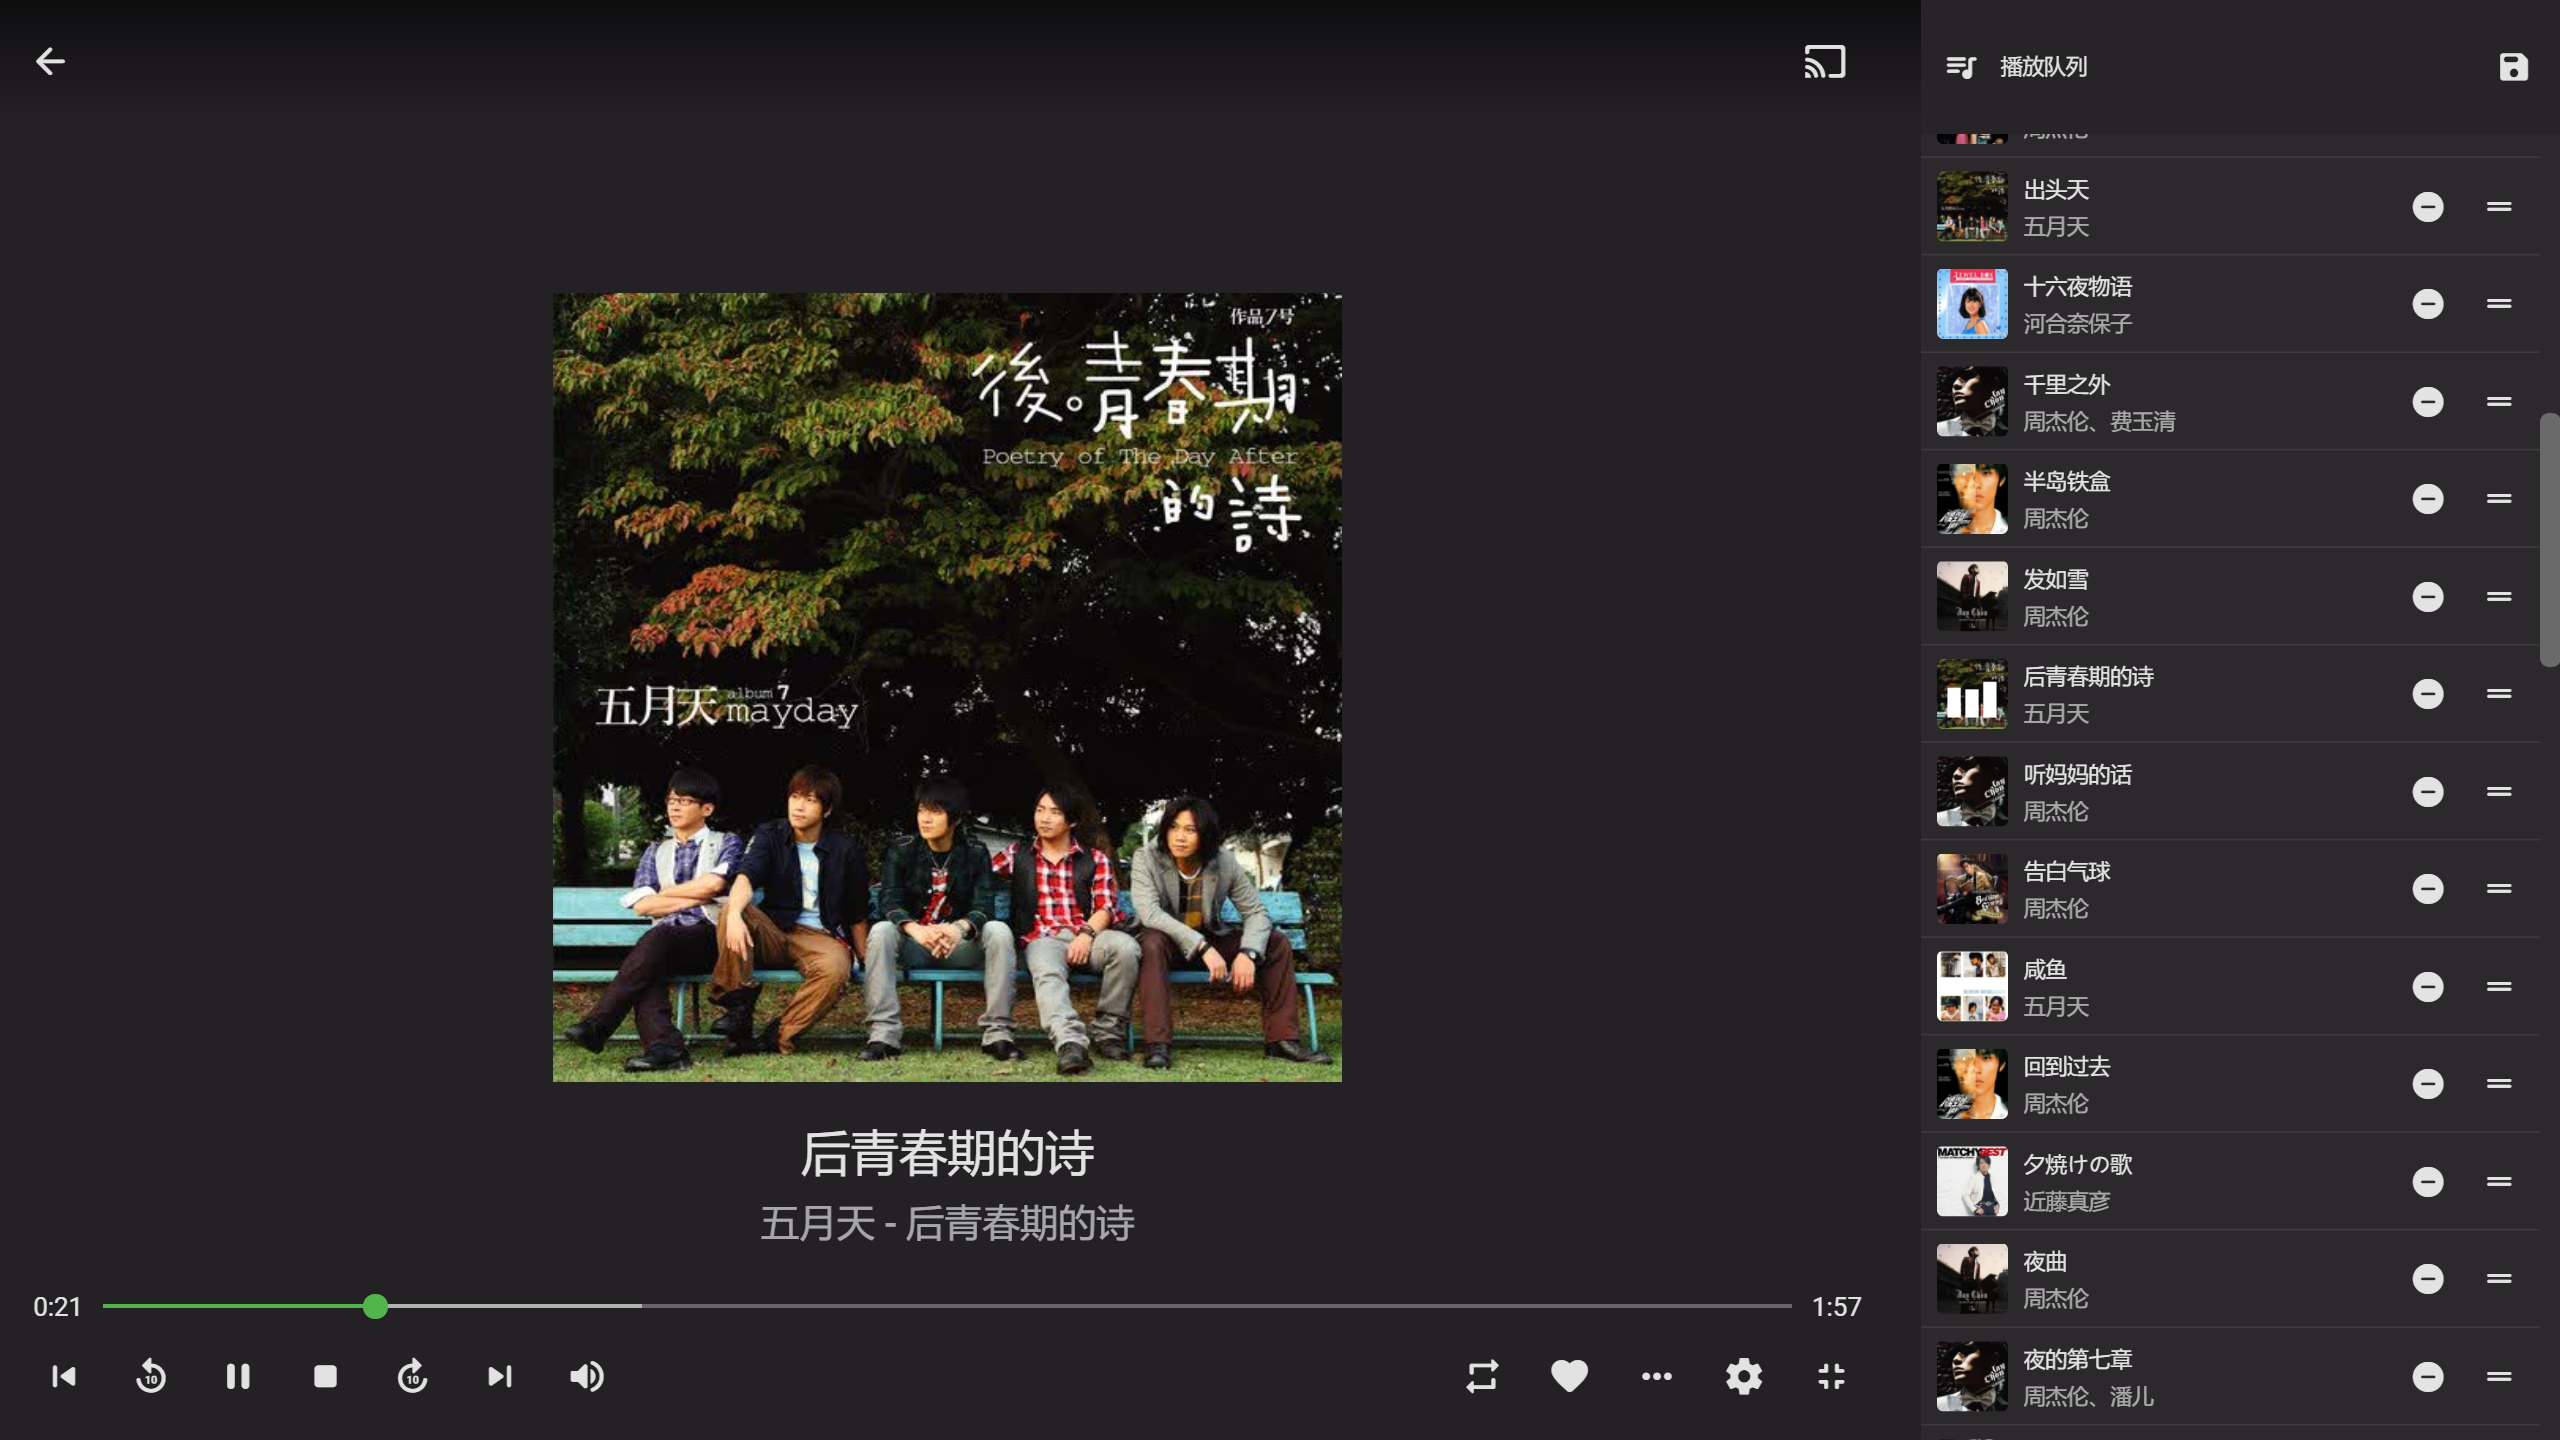 作品7号
後。青春期
Poetry of The Day After
的詩
五月天 album 7
mayday
后青春期的诗
五月天 - 后青春期的诗
0:21
1:57
10
10
播放队列
周杰伦
出头天
五月天
十六夜物语
河合奈保子
千里之外
周杰伦、费玉清
半岛铁盒
周杰伦
发如雪
周杰伦
后青春期的诗
五月天
听妈妈的话
周杰伦
告白气球
周杰伦
咸鱼
五月天
回到过去
周杰伦
MATCHY BEST
夕焼けの歌
近藤真彦
夜曲
周杰伦
夜的第七章
周杰伦、潘儿